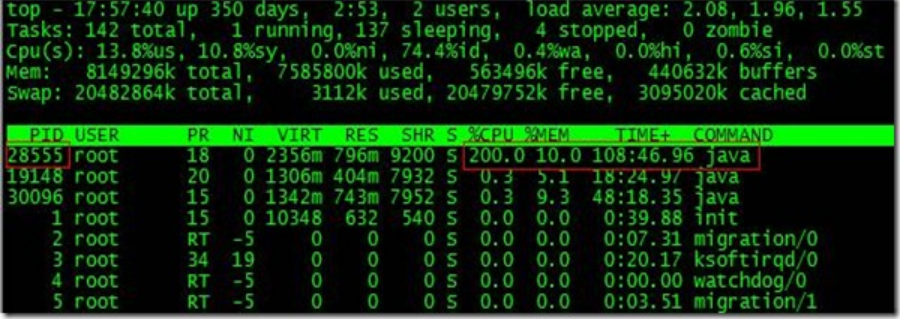 top - 17:57:40 up 350 days, 2:53, 2 users, load average: 2.08, 1.96, 1.55
Tasks: 142 total, 1 running, 137 sleeping, 4 stopped, 0 zombie
Cpu(s): 13.8%us, 10.8%sy, 0.0%ni, 74.4%id, 0.4%wa, 0.0%hi, 0.6%si, 0.0%st
Mem: 8149296k total, 7585800k used, 563496k free, 440632k buffers
Swap: 20482864k total, 3112k used, 20479752k free, 3095020k cached
PID USER PR NI VIRT RES SHR S %CPU %MEM TIME+ COMMAND
28555 root 18 0 2356m 796m 9200 S 200.0 10.0 108:46.96 java
19148 root 20 0 1306m 404m 7932 S 0.3 5.1 18:24.97 java
30096 root 15 0 1342m 743m 7952 S 0.3 9.3 48:18.35 java
1 root 15 0 10348 632 540 S 0.0 0.0 0:39.88 init
2 root RT -5 0 0 0 S 0.0 0.0 0:07.31 migration/0
3 root 34 19 0 0 0 S 0.0 0.0 0:20.17 ksoftirqd/0
4 root RT -5 0 0 0 S 0.0 0.0 0:00.00 watchdog/0
5 root RT -5 0 0 0 S 0.0 0.0 0:03.51 migration/1